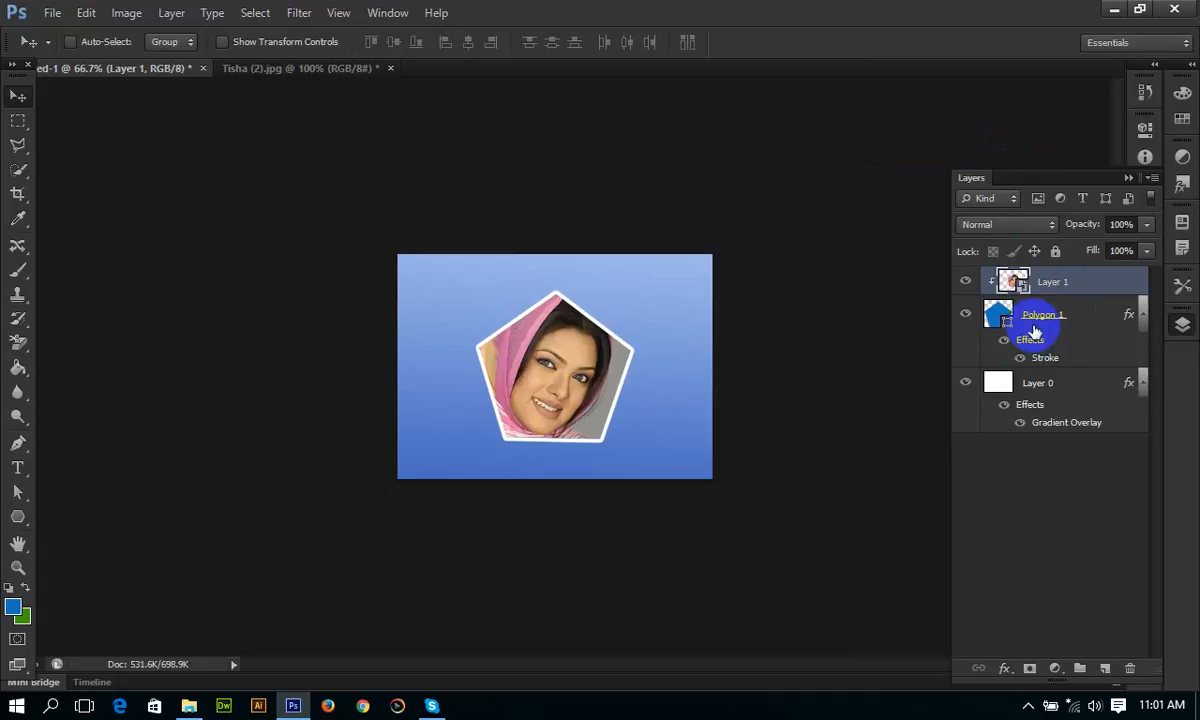 Ps File Edit Image Layer Type Select Filter 3D View Window Help
Auto-Select: Group Show Transform Controls Essentials
ed-1 @ 66.7% (Layer 1, RGB/8) * × Tisha (2).jpg @ 100% (RGB/8#) * ×
Layers
Kind
Normal Opacity: 100%
Lock: Fill: 100%
Layer 1
Polygon 1 fx
Effects
Stroke
Layer 0 fx
Effects
Gradient Overlay
Doc: 531.6K/698.9K
Mini Bridge Timeline
11:01 AM